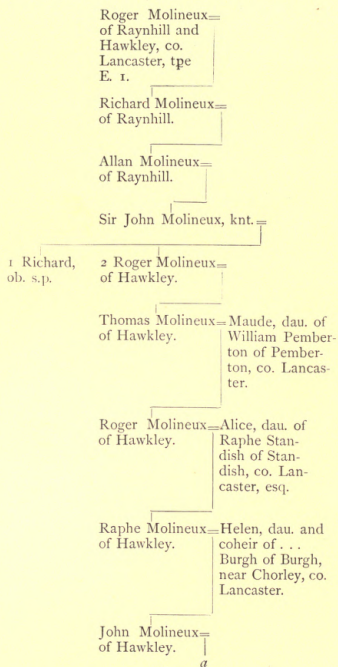 Roger Molineux=
of Raynhill and
Hawkley, co.
Lancaster, tpe
E. 1.
Richard Molineux=
of Raynhill.
Allan Molineux=
of Raynhill.
Sir John Molineux, knt.=
1 Richard,
ob. s.p.
2 Roger Molineux=
of Hawkley.
Thomas Molineux=
of Hawkley.
Maude, dau. of
William Pember-
ton of Pember-
ton, co. Lancas-
ter.
Roger Molineux=
of Hawkley.
Alice, dau. of
Raphe Stan-
dish of Stan-
dish, co. Lan-
caster, esq.
Raphe Molineux=
of Hawkley.
Helen, dau. and
coheir of . . .
Burgh of Burgh,
near Chorley, co.
Lancaster.
John Molineux=
of Hawkley.
a